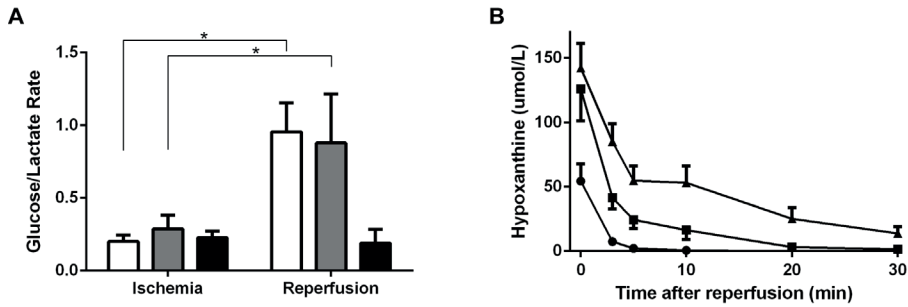 A
Glucose/Lactate Rate
1.5
1.0
0.5
0.0
*
*
Ischemia
Reperfusion
B
Hypoxanthine (umol/L)
150
100
50
0
0
10
20
30
Time after reperfusion (min)